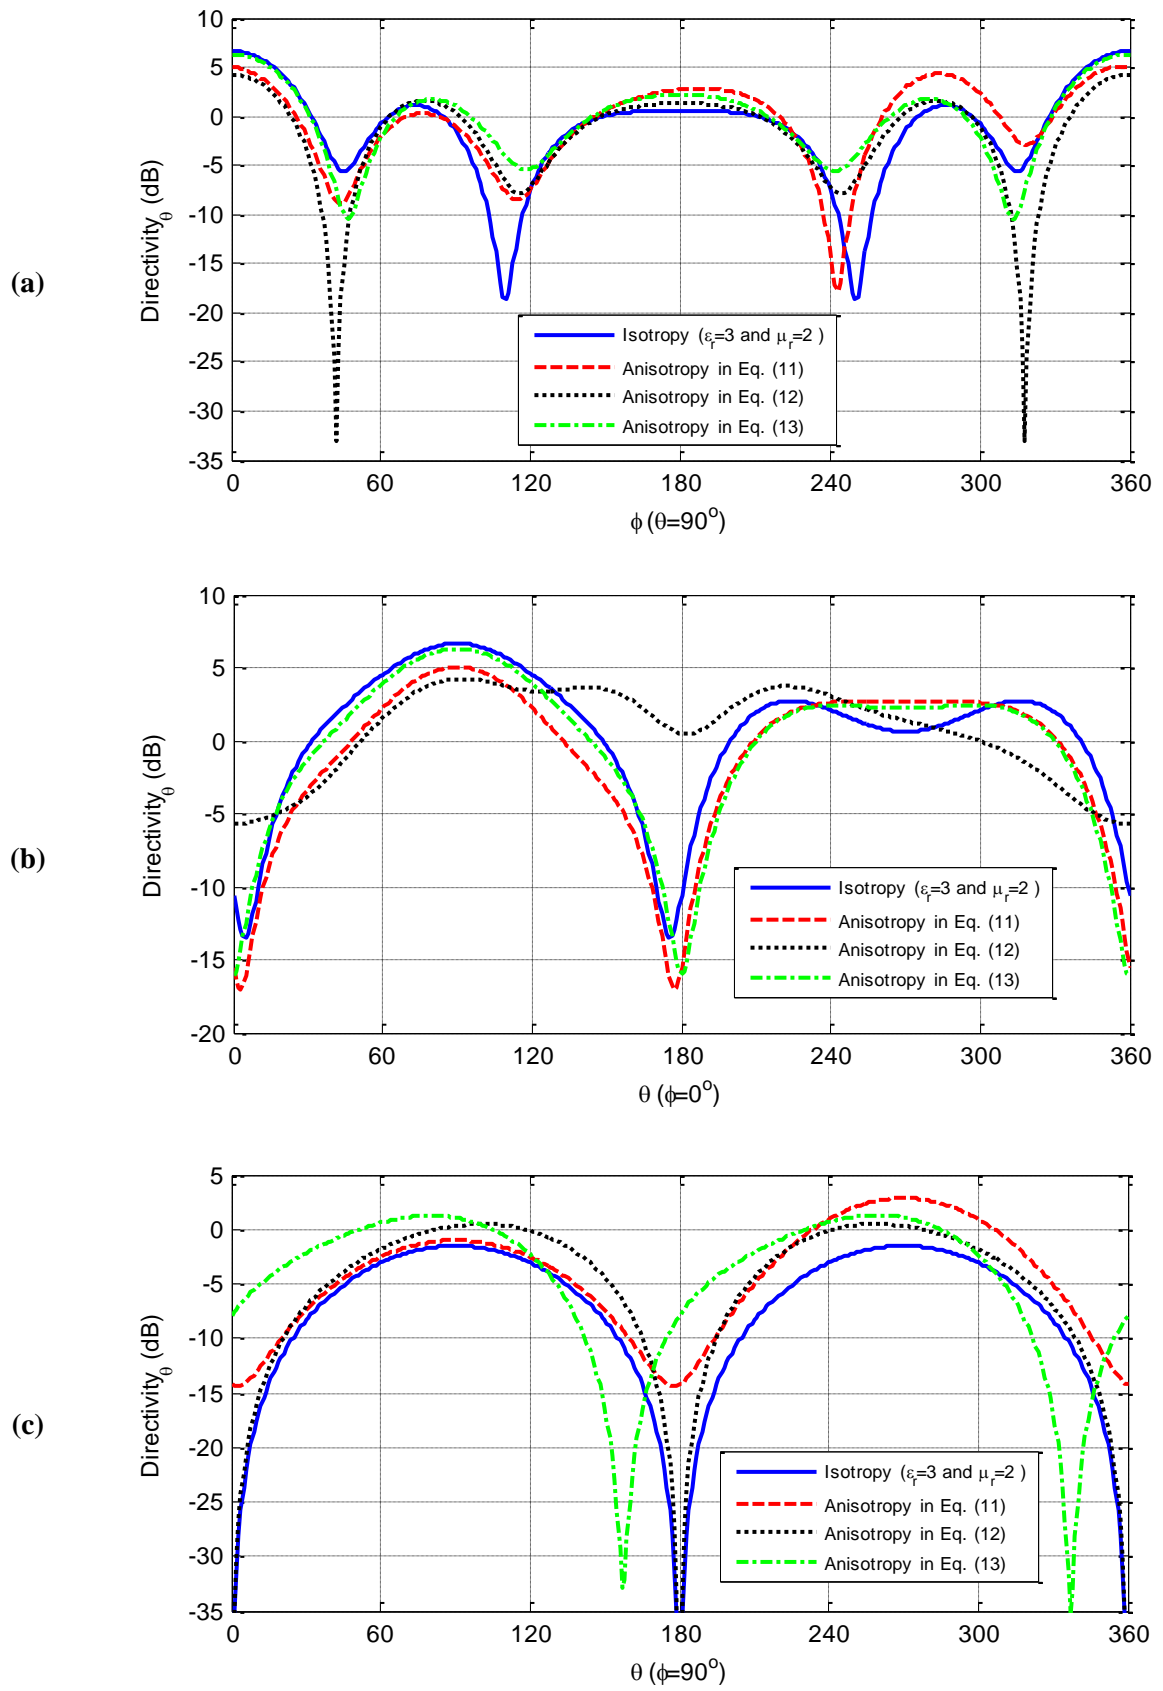 (a)
Directivityθ (dB)
10
5
0
-5
-10
-15
-20
-25
-30
-35
0 60 120 180 240 300 360
ϕ (θ=90o)
Isotropy (εr=3 and μr=2 )
Anisotropy in Eq. (11)
Anisotropy in Eq. (12)
Anisotropy in Eq. (13)
(b)
Directivityθ (dB)
10
5
0
-5
-10
-15
-20
0 60 120 180 240 300 360
θ (ϕ=0o)
Isotropy (εr=3 and μr=2 )
Anisotropy in Eq. (11)
Anisotropy in Eq. (12)
Anisotropy in Eq. (13)
(c)
Directivityθ (dB)
5
0
-5
-10
-15
-20
-25
-30
-35
0 60 120 180 240 300 360
θ (ϕ=90o)
Isotropy (εr=3 and μr=2 )
Anisotropy in Eq. (11)
Anisotropy in Eq. (12)
Anisotropy in Eq. (13)